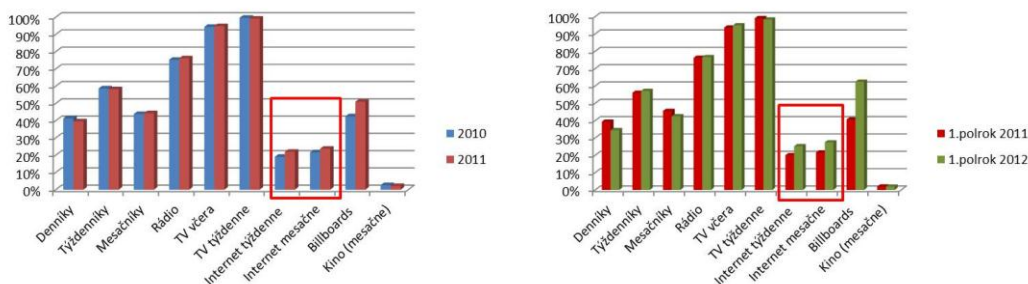 100%
90%
80%
70%
60%
50%
40%
30%
20%
10%
0%
Denníky
Týždenníky
Mesačníky
Rádio
TV včera
TV týždenne
Internet týždenne
Internet mesačne
Billboards
Kino (mesačne)
2010
2011
100%
90%
80%
70%
60%
50%
40%
30%
20%
10%
0%
Denníky
Týždenníky
Mesačníky
Rádio
TV včera
TV týždenne
Internet týždenne
Internet mesačne
Billboards
Kino (mesačne)
1.polrok 2011
1.polrok 2012